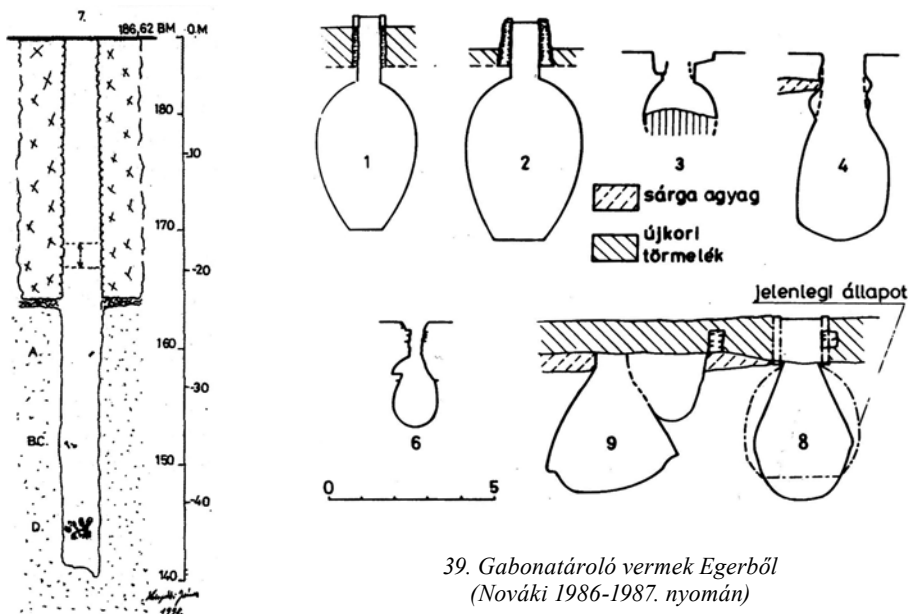 7.
186,62 BM
0.M
180
-10
170
-20
A.
160
-30
B.C.
150
-40
D.
140
1
2
3
4
sárga agyag
újkori
törmelék
jelenlegi állapot
6
9
8
0
5
39. Gabonatároló vermek Egerből
(Nováki 1986-1987. nyomán)